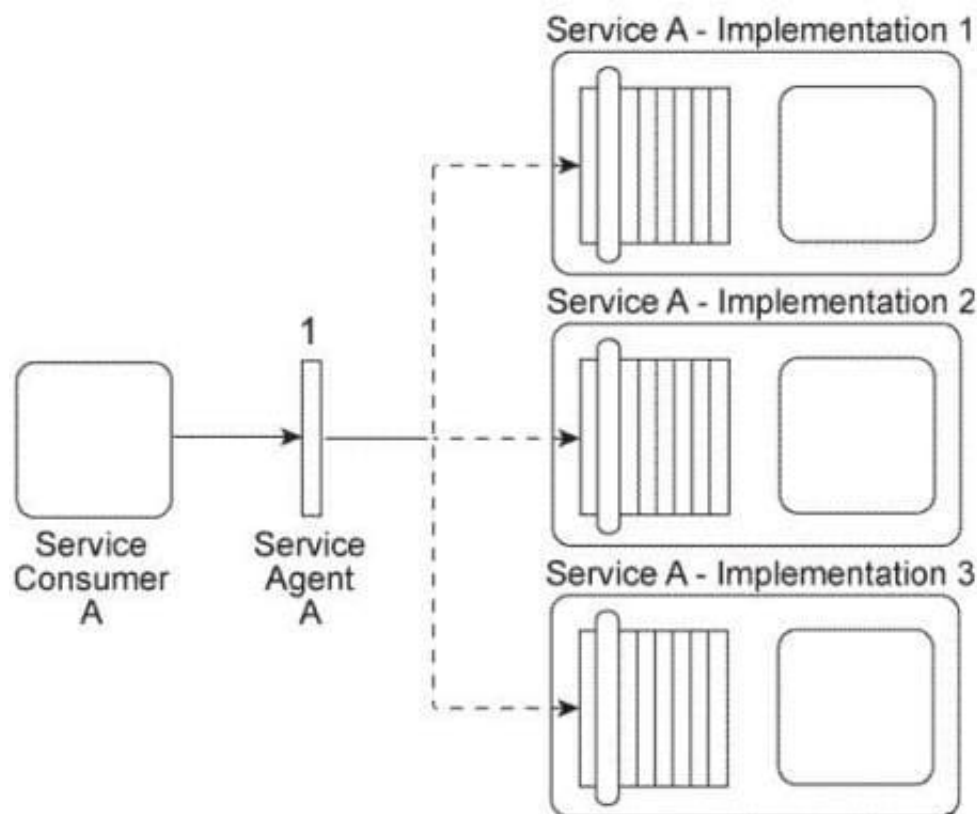 Service A - Implementation 1
Service A - Implementation 2
1
Service
Consumer
A
Service
Agent
A
Service A - Implementation 3